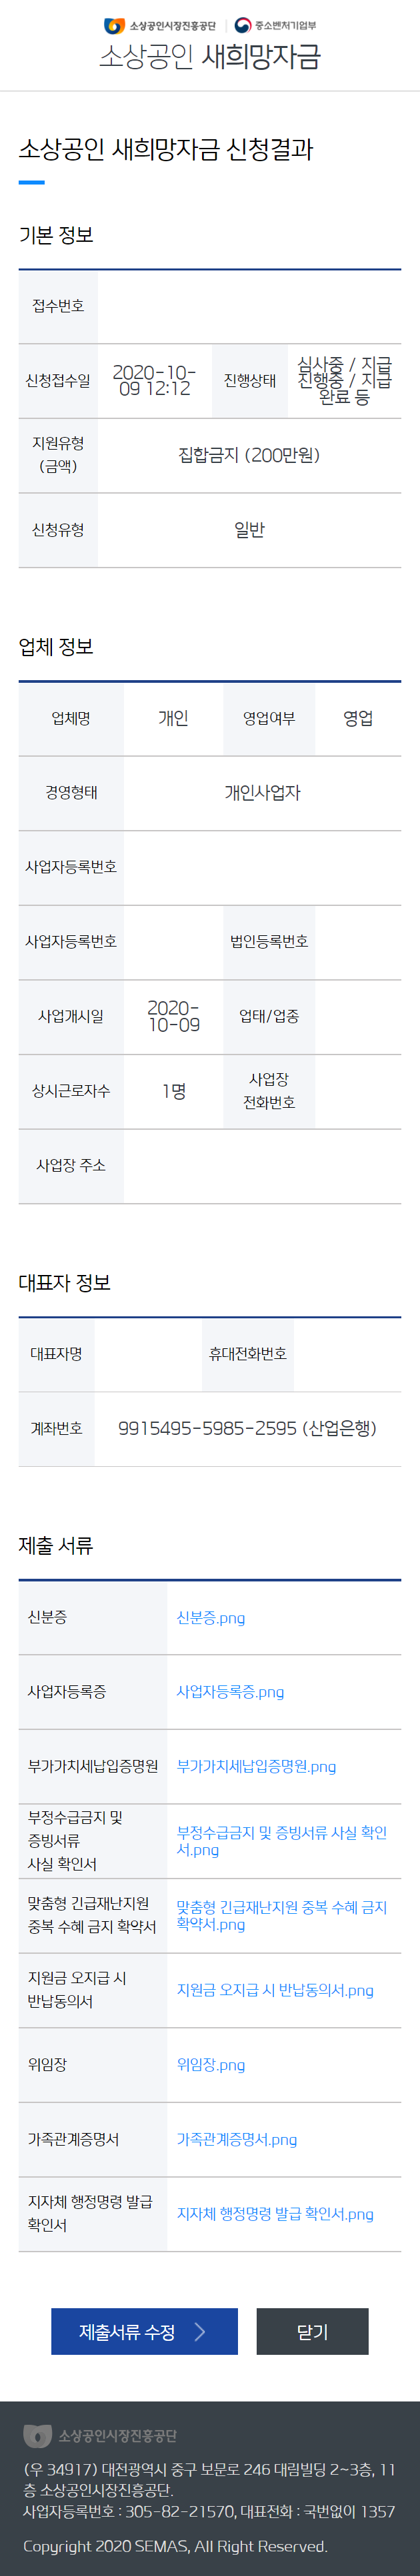 소상공인시장진흥공단 중소벤처기업부
소상공인 새희망자금
소상공인 새희망자금 신청결과
기본 정보
접수번호
신청접수일
2020-10-
09 12:12
진행상태
심사중 / 지급
진행중 / 지급
완료 등
지원유형
(금액)
집합금지 (200만원)
신청유형
일반
업체 정보
업체명
개인
영업여부
영업
경영형태
개인사업자
사업자등록번호
사업자등록번호
법인등록번호
사업개시일
2020-
10-09
업태/업종
상시근로자수
1명
사업장
전화번호
사업장 주소
대표자 정보
대표자명
휴대전화번호
계좌번호
9915495-5985-2595 (산업은행)
제출 서류
신분증
신분증.png
사업자등록증
사업자등록증.png
부가가치세납입증명원
부가가치세납입증명원.png
부정수급금지 및
증빙서류
사실 확인서
부정수급금지 및 증빙서류 사실 확인
서.png
맞춤형 긴급재난지원
중복 수혜 금지 확약서
맞춤형 긴급재난지원 중복 수혜 금지
확약서.png
지원금 오지급 시
반납동의서
지원금 오지급 시 반납동의서.png
위임장
위임장.png
가족관계증명서
가족관계증명서.png
지자체 행정명령 발급
확인서
지자체 행정명령 발급 확인서.png
제출서류 수정
닫기
소상공인시장진흥공단
(우 34917) 대전광역시 중구 보문로 246 대림빌딩 2~3층, 11
층 소상공인시장진흥공단.
사업자등록번호 : 305-82-21570, 대표전화 : 국번없이 1357
Copyright 2020 SEMAS, All Right Reserved.